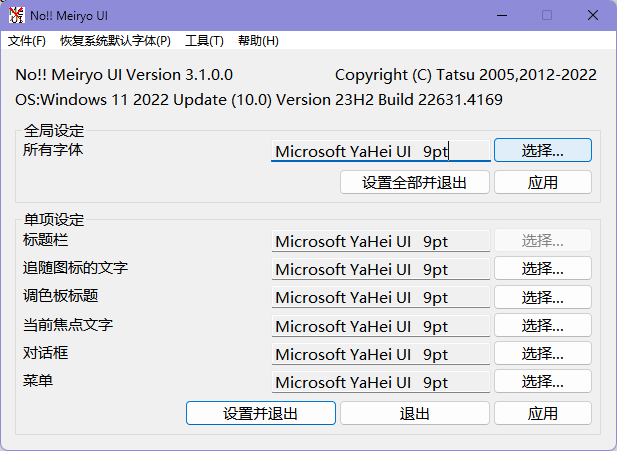 No!! Meiryo UI
文件(F) 恢复系统默认字体(P) 工具(T) 帮助(H)
No!! Meiryo UI Version 3.1.0.0 Copyright (C) Tatsu 2005,2012-2022
OS:Windows 11 2022 Update (10.0) Version 23H2 Build 22631.4169
全局设定
所有字体 Microsoft YaHei UI 9pt 选择...
设置全部并退出 应用
单项设定
标题栏 Microsoft YaHei UI 9pt 选择...
追随图标的文字 Microsoft YaHei UI 9pt 选择...
调色板标题 Microsoft YaHei UI 9pt 选择...
当前焦点文字 Microsoft YaHei UI 9pt 选择...
对话框 Microsoft YaHei UI 9pt 选择...
菜单 Microsoft YaHei UI 9pt 选择...
设置并退出 退出 应用